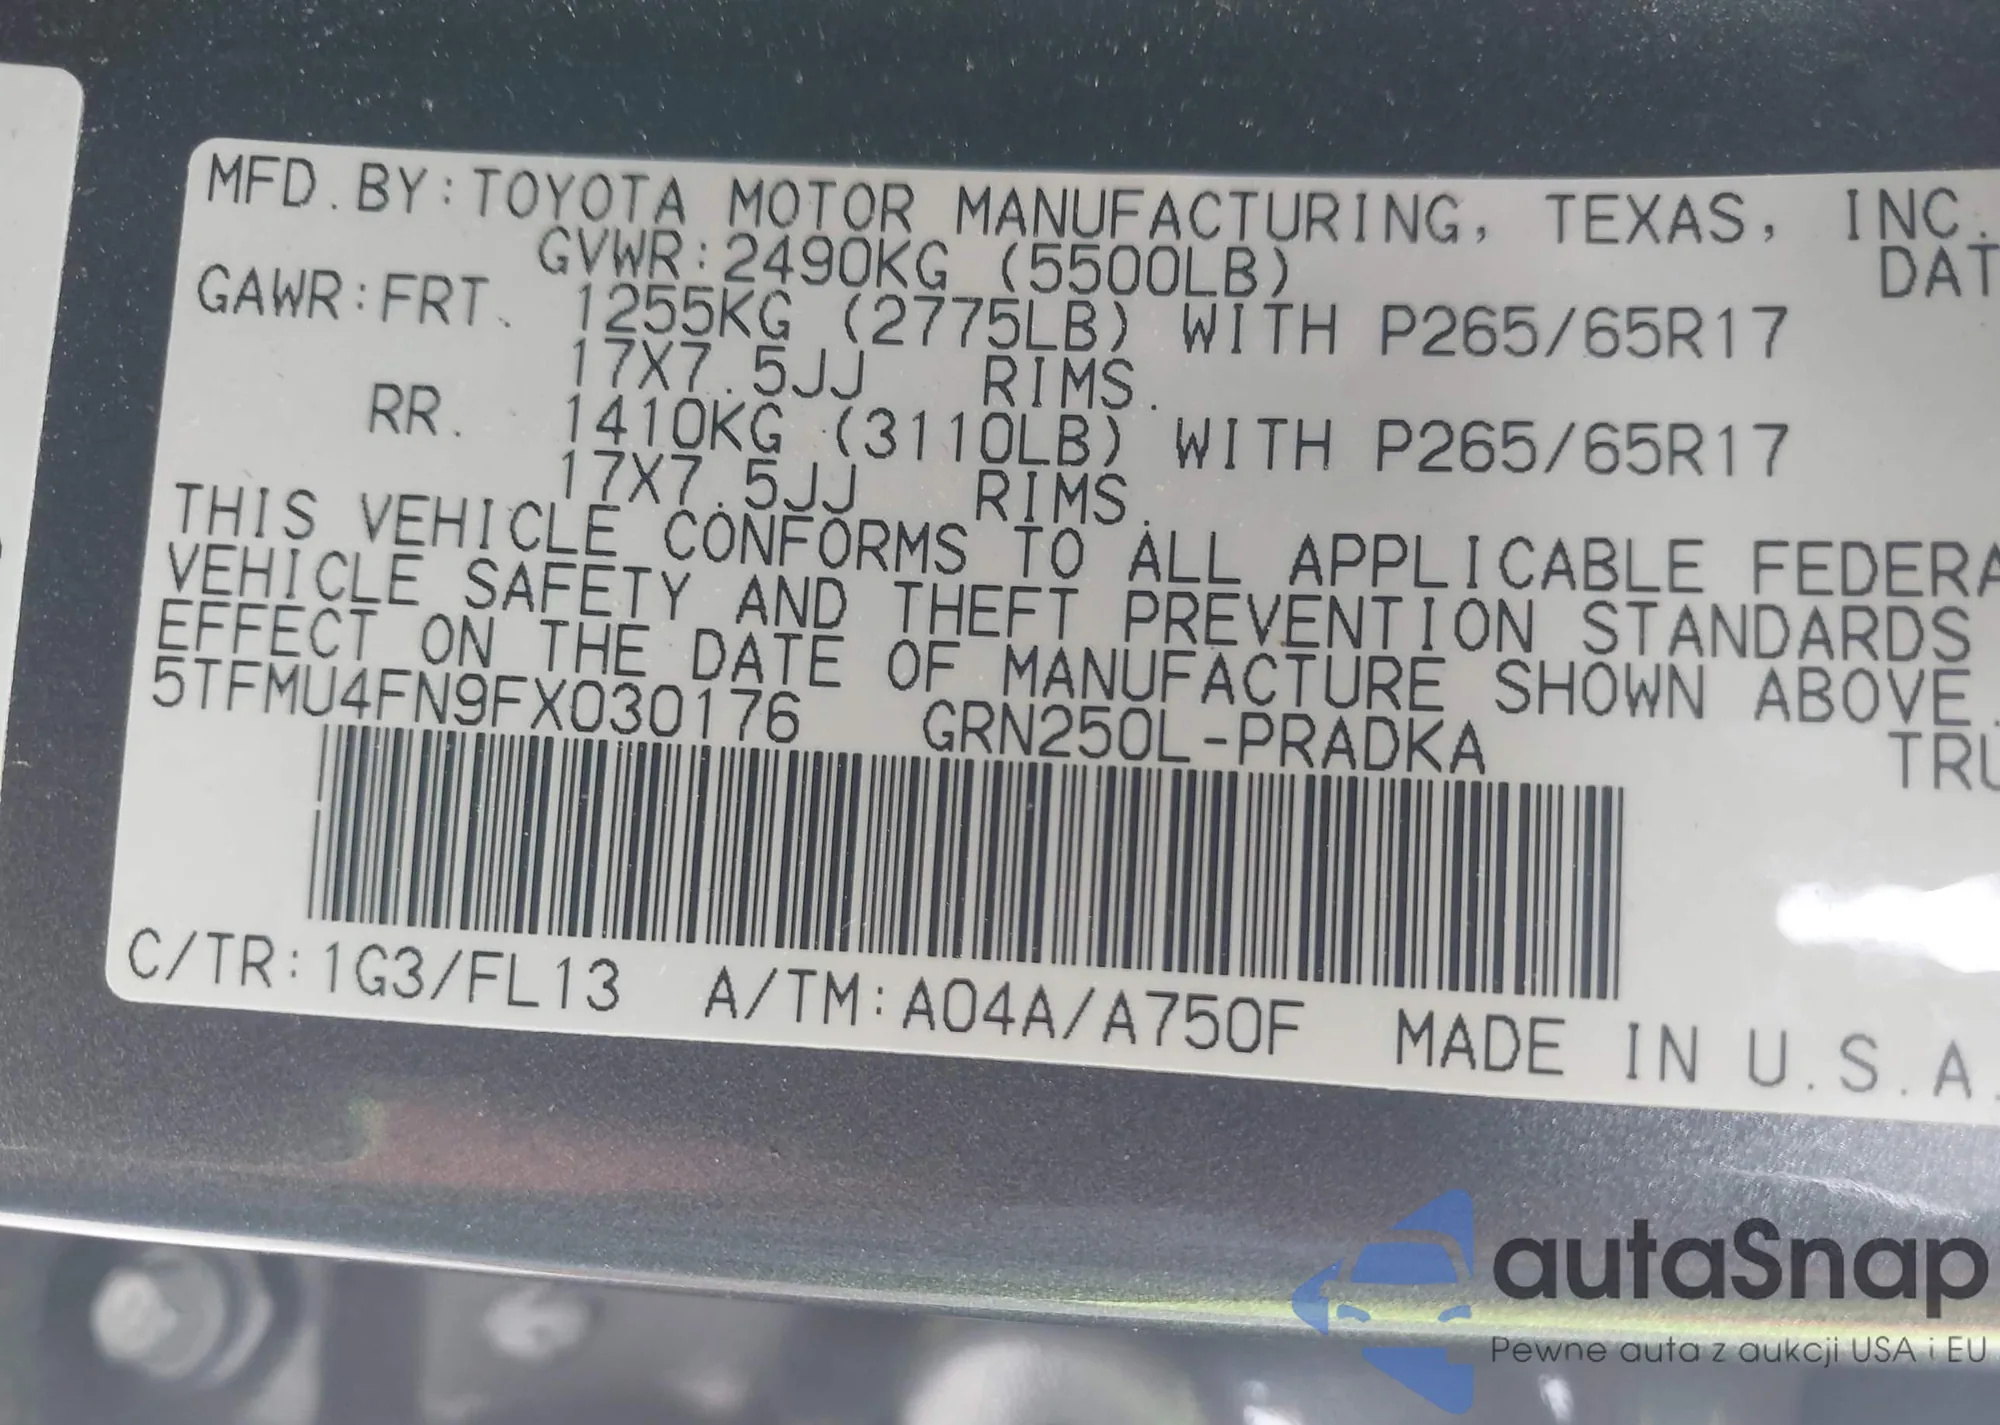 MFD. BY: TOYOTA MOTOR MANUFACTURING, TEXAS, INC.
GVWR: 2490KG (5500LB) DAT
GAWR: FRT. 1255KG (2775LB) WITH P265/65R17
17X7.5JJ RIMS.
RR. 1410KG (3110LB) WITH P265/65R17
17X7.5JJ RIMS.
THIS VEHICLE CONFORMS TO ALL APPLICABLE FEDERA
VEHICLE SAFETY AND THEFT PREVENTION STANDARDS
EFFECT ON THE DATE OF MANUFACTURE SHOWN ABOVE.
5TFMU4FN9FX030176 GRN250L-PRADKA TRU
C/TR: 1G3/FL13 A/TM: A04A/A750F MADE IN U.S.A.
autaSnap
Pewne auta z aukcji USA i EU